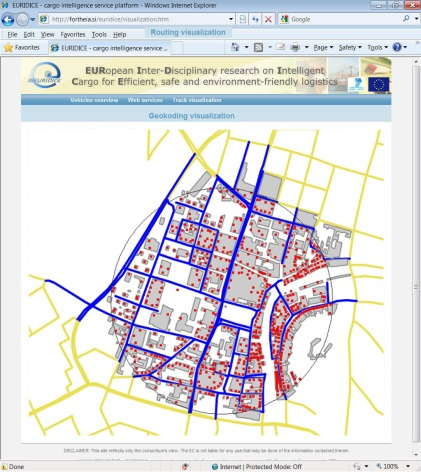 EURIDICE - cargo intelligence service platform - Windows Internet Explorer
http://fortheia.si/euridice/visualization.htm
Google
File Edit View Favorites Tools Help
Routing visualization
Favorites
EURIDICE - cargo intelligence service ...
Page Safety Tools
EURIDICE
EURopean Inter-Disciplinary research on Intelligent
Cargo for Efficient, safe and environment-friendly logistics
Vehicles overview Web services Track visualization
Geokoding visualization
DISCLAIMER: This site reflects only the consortium's view. The EC is not liable for any use that may be done of the information contained therein
Done
Internet | Protected Mode: Off
100%